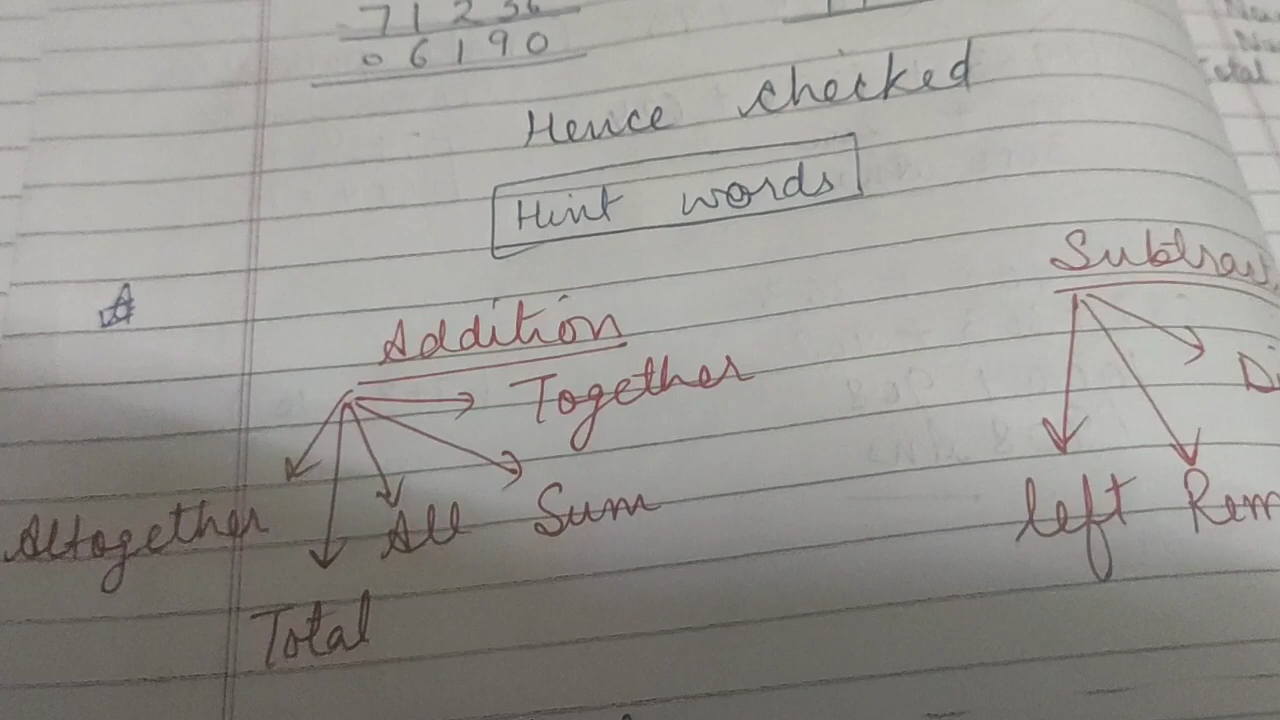 71236
06190
Hence checked
Hint words
Addition
Together
Altogether
All
Sum
Total
left